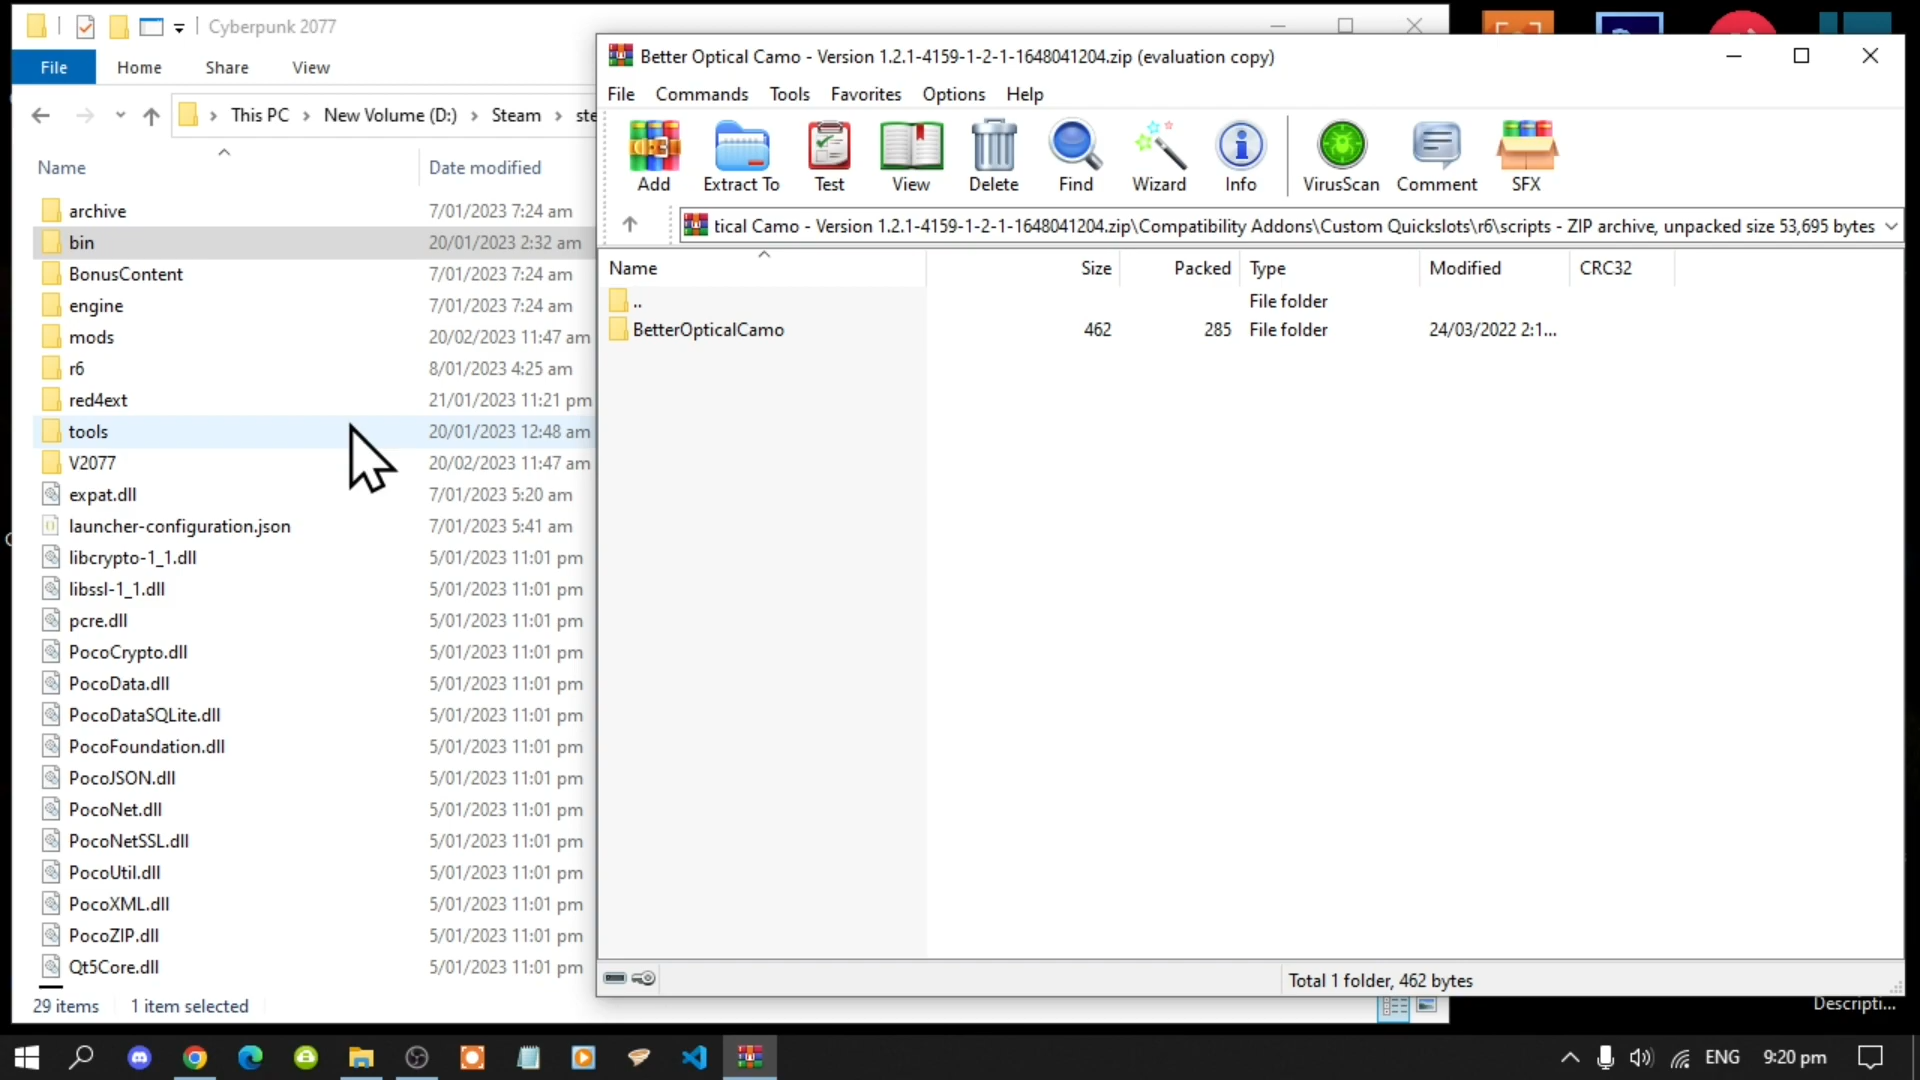 Cyberpunk 2077
File
Home
Share
View
This PC
New Volume (D:)
Steam
ste
Name
Date modified
archive 7/01/2023 7:24 am
bin 20/01/2023 2:32 am
BonusContent 7/01/2023 7:24 am
engine 7/01/2023 7:24 am
mods 20/02/2023 11:47 am
r6 8/01/2023 4:25 am
red4ext 21/01/2023 11:21 pm
tools 20/01/2023 12:48 am
V2077 20/02/2023 11:47 am
expat.dll 7/01/2023 5:20 am
launcher-configuration.json 7/01/2023 5:41 am
libcrypto-1_1.dll 5/01/2023 11:01 pm
libssl-1_1.dll 5/01/2023 11:01 pm
pcre.dll 5/01/2023 11:01 pm
PocoCrypto.dll 5/01/2023 11:01 pm
PocoData.dll 5/01/2023 11:01 pm
PocoDataSQLite.dll 5/01/2023 11:01 pm
PocoFoundation.dll 5/01/2023 11:01 pm
PocoJSON.dll 5/01/2023 11:01 pm
PocoNet.dll 5/01/2023 11:01 pm
PocoNetSSL.dll 5/01/2023 11:01 pm
PocoUtil.dll 5/01/2023 11:01 pm
PocoXML.dll 5/01/2023 11:01 pm
PocoZIP.dll 5/01/2023 11:01 pm
Qt5Core.dll 5/01/2023 11:01 pm
29 items 1 item selected
Better Optical Camo - Version 1.2.1-4159-1-2-1-1648041204.zip (evaluation copy)
File Commands Tools Favorites Options Help
Add Extract To Test View Delete Find Wizard Info VirusScan Comment SFX
tical Camo - Version 1.2.1-4159-1-2-1-1648041204.zip\Compatibility Addons\Custom Quickslots\r6\scripts - ZIP archive, unpacked size 53,695 bytes
Name Size Packed Type Modified CRC32
.. File folder
BetterOpticalCamo 462 285 File folder 24/03/2022 2:1...
Total 1 folder, 462 bytes
Descripti...
ENG 9:20 pm